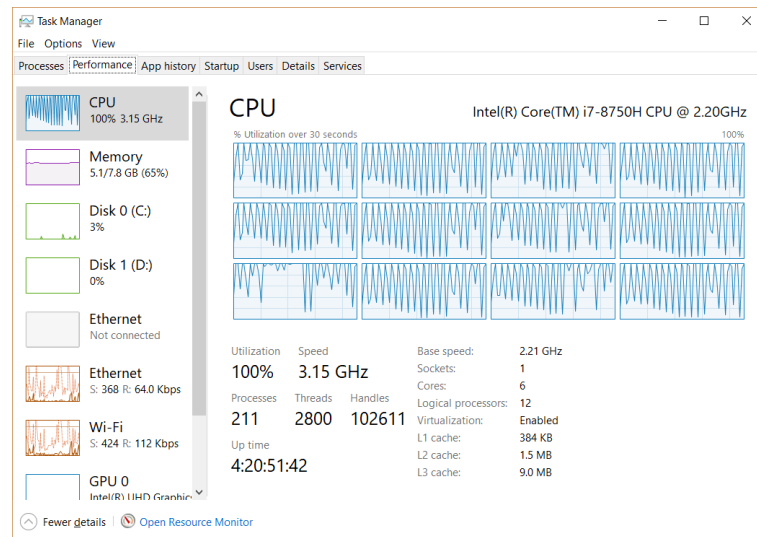 Task Manager
File Options View
Processes Performance App history Startup Users Details Services
CPU
100% 3.15 GHz
Memory
5.1/7.8 GB (65%)
Disk 0 (C:)
3%
Disk 1 (D:)
0%
Ethernet
Not connected
Ethernet
S: 368 R: 64.0 Kbps
Wi-Fi
S: 424 R: 112 Kbps
GPU 0
Intel(R) UHD Graphic
CPU Intel(R) Core(TM) i7-8750H CPU @ 2.20GHz
% Utilization over 30 seconds 100%
Utilization Speed
100% 3.15 GHz
Processes Threads Handles
211 2800 102611
Up time
4:20:51:42
Base speed: 2.21 GHz
Sockets: 1
Cores: 6
Logical processors: 12
Virtualization: Enabled
L1 cache: 384 KB
L2 cache: 1.5 MB
L3 cache: 9.0 MB
Fewer details Open Resource Monitor